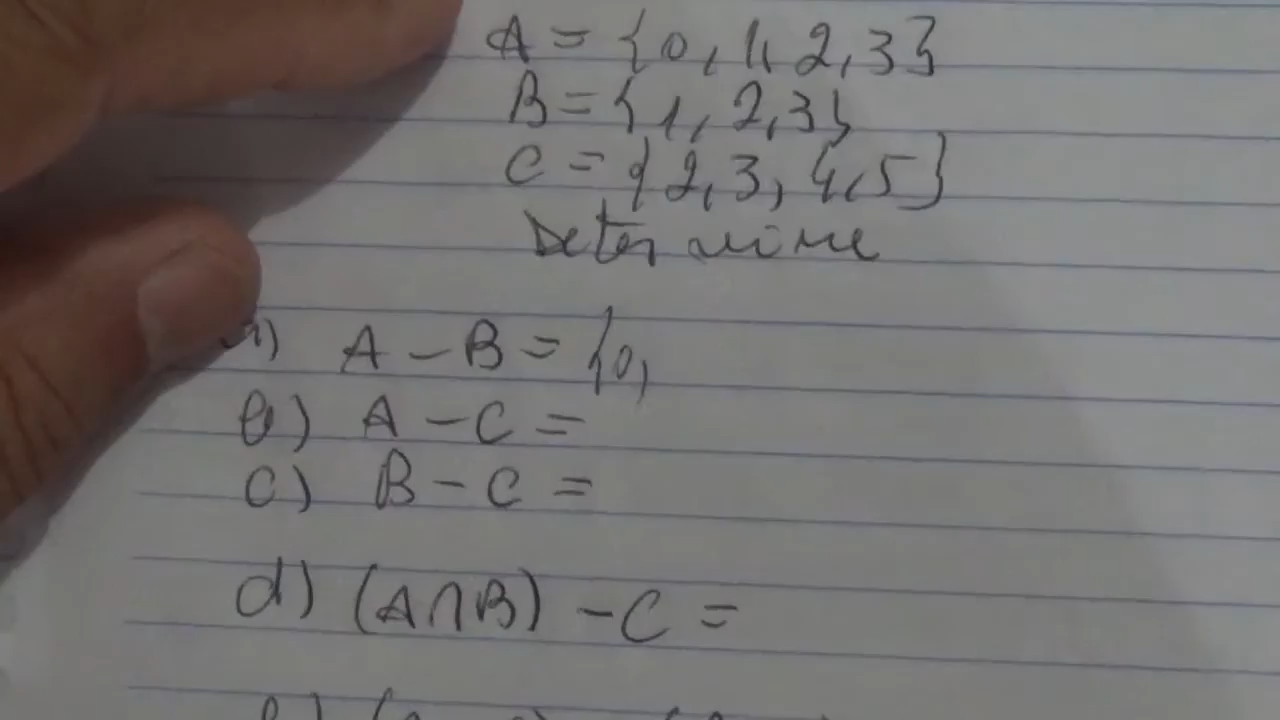 A = {0, 1, 2, 3}
B = {1, 2, 3}
C = {2, 3, 4, 5}
Determine
a) A - B = {0,
b) A - C =
c) B - C =
d) (A∩B) - C =